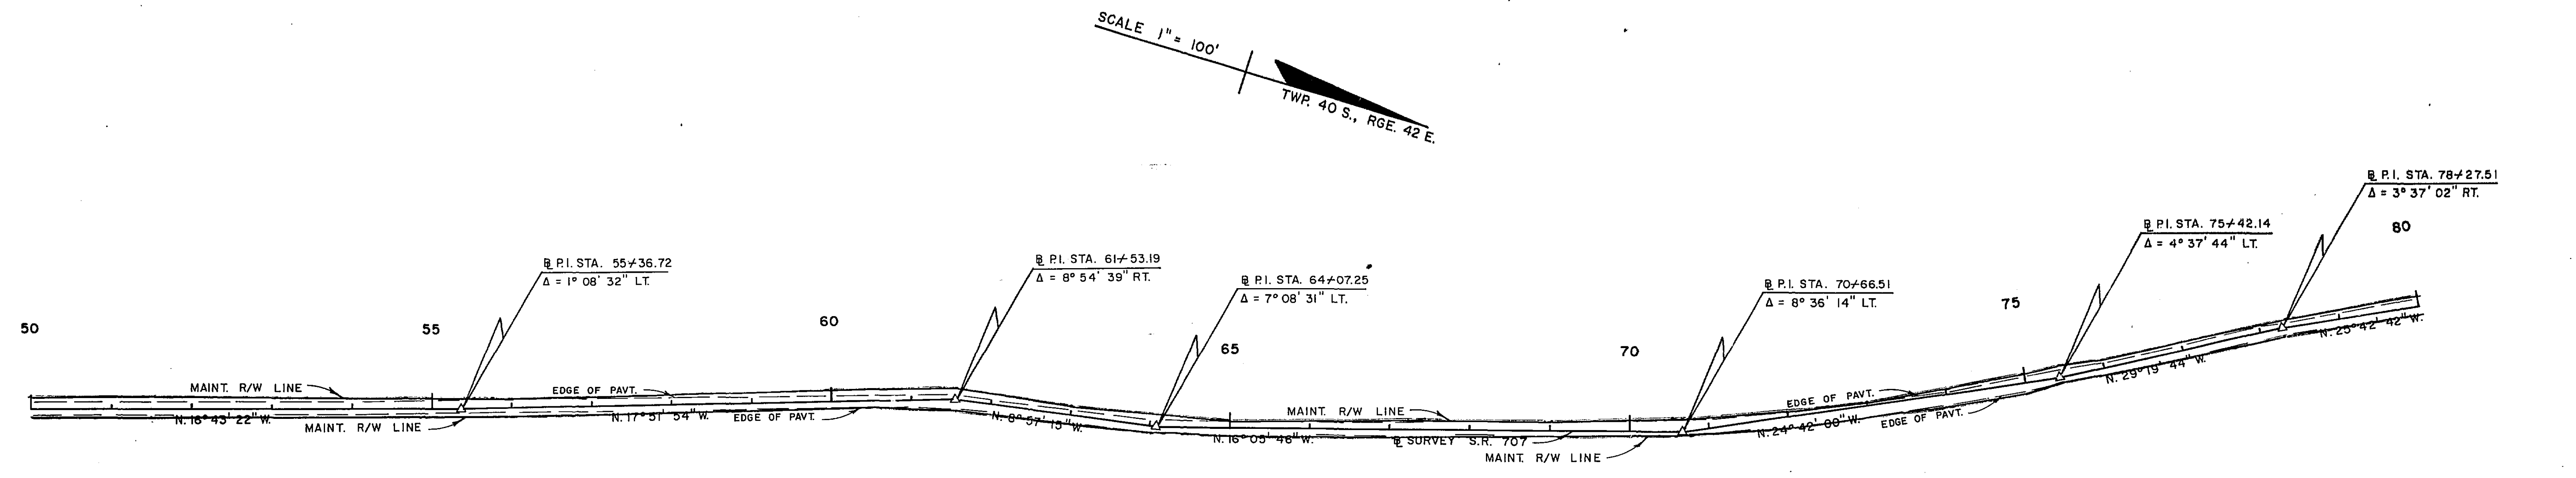 SCALE 1" = 100'
TWP. 40 S., RGE. 42 E.
℄ P.I. STA. 78+27.51
Δ = 3° 37' 02" RT.
℄ P.I. STA. 75+42.14
Δ = 4° 37' 44" LT.
80
℄ P.I. STA. 55+36.72
Δ = 1° 08' 32" LT.
℄ P.I. STA. 61+53.19
Δ = 8° 54' 39" RT.
℄ P.I. STA. 64+07.25
Δ = 7° 08' 31" LT.
℄ P.I. STA. 70+66.51
Δ = 8° 36' 14" LT.
50
55
60
65
70
75
MAINT. R/W LINE
EDGE OF PAVT.
N. 17° 51' 54" W.
EDGE OF PAVT.
MAINT. R/W LINE
N. 8° 57' 15" W.
MAINT. R/W LINE
N. 16° 05' 46" W.
℄ SURVEY S.R. 707
MAINT. R/W LINE
EDGE OF PAVT.
N. 24° 42' 00" W.
EDGE OF PAVT.
N. 29° 19' 44" W.
N. 25° 42' 42" W.